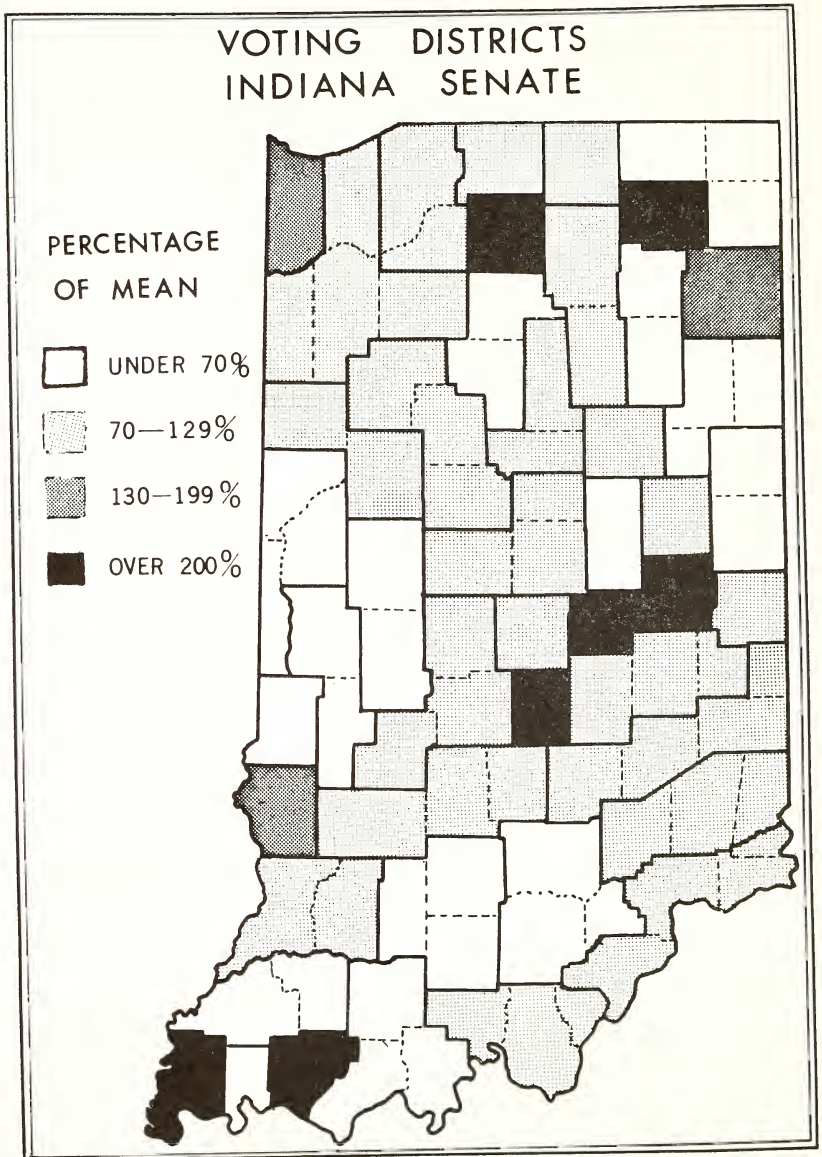 VOTING DISTRICTS
INDIANA SENATE
PERCENTAGE
OF MEAN
UNDER 70%
70—129%
130—199%
OVER 200%